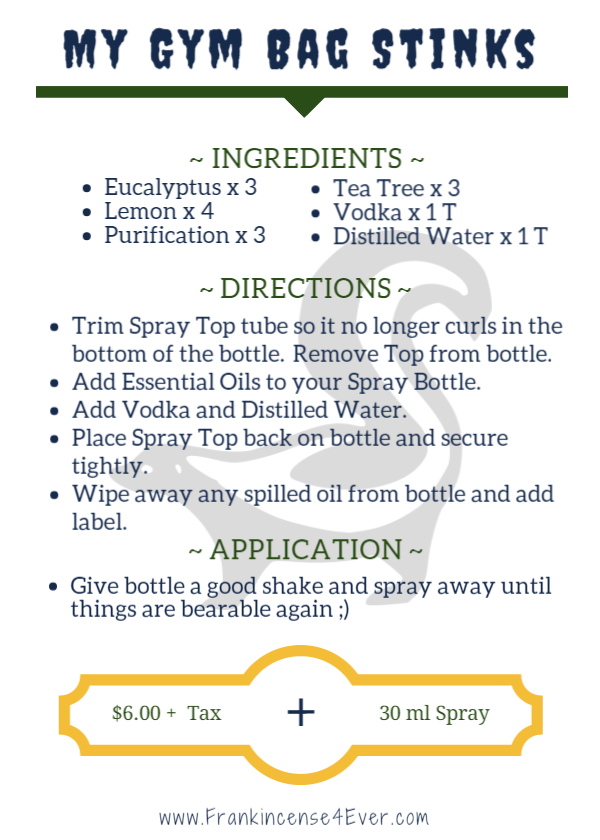 MY GYM BAG STINKS
~ INGREDIENTS ~
• Eucalyptus x 3
• Lemon x 4
• Purification x 3
• Tea Tree x 3
• Vodka x 1 T
• Distilled Water x 1 T
~ DIRECTIONS ~
• Trim Spray Top tube so it no longer curls in the
bottom of the bottle. Remove Top from bottle.
• Add Essential Oils to your Spray Bottle.
• Add Vodka and Distilled Water.
• Place Spray Top back on bottle and secure
tightly.
• Wipe away any spilled oil from bottle and add
label.
~ APPLICATION ~
• Give bottle a good shake and spray away until
things are bearable again ;)
$6.00 + Tax
+
30 ml Spray
www.Frankincense4Ever.com